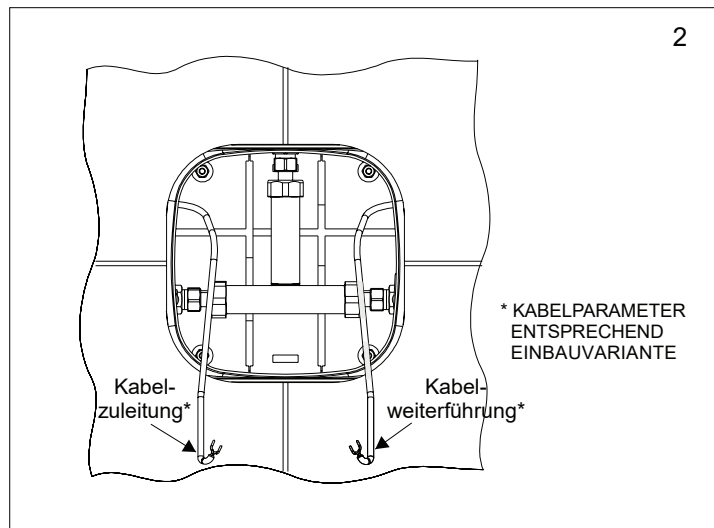 2
* KABELPARAMETER
ENTSPRECHEND
EINBAUVARIANTE
Kabel-
zuleitung*
Kabel-
weiterführung*